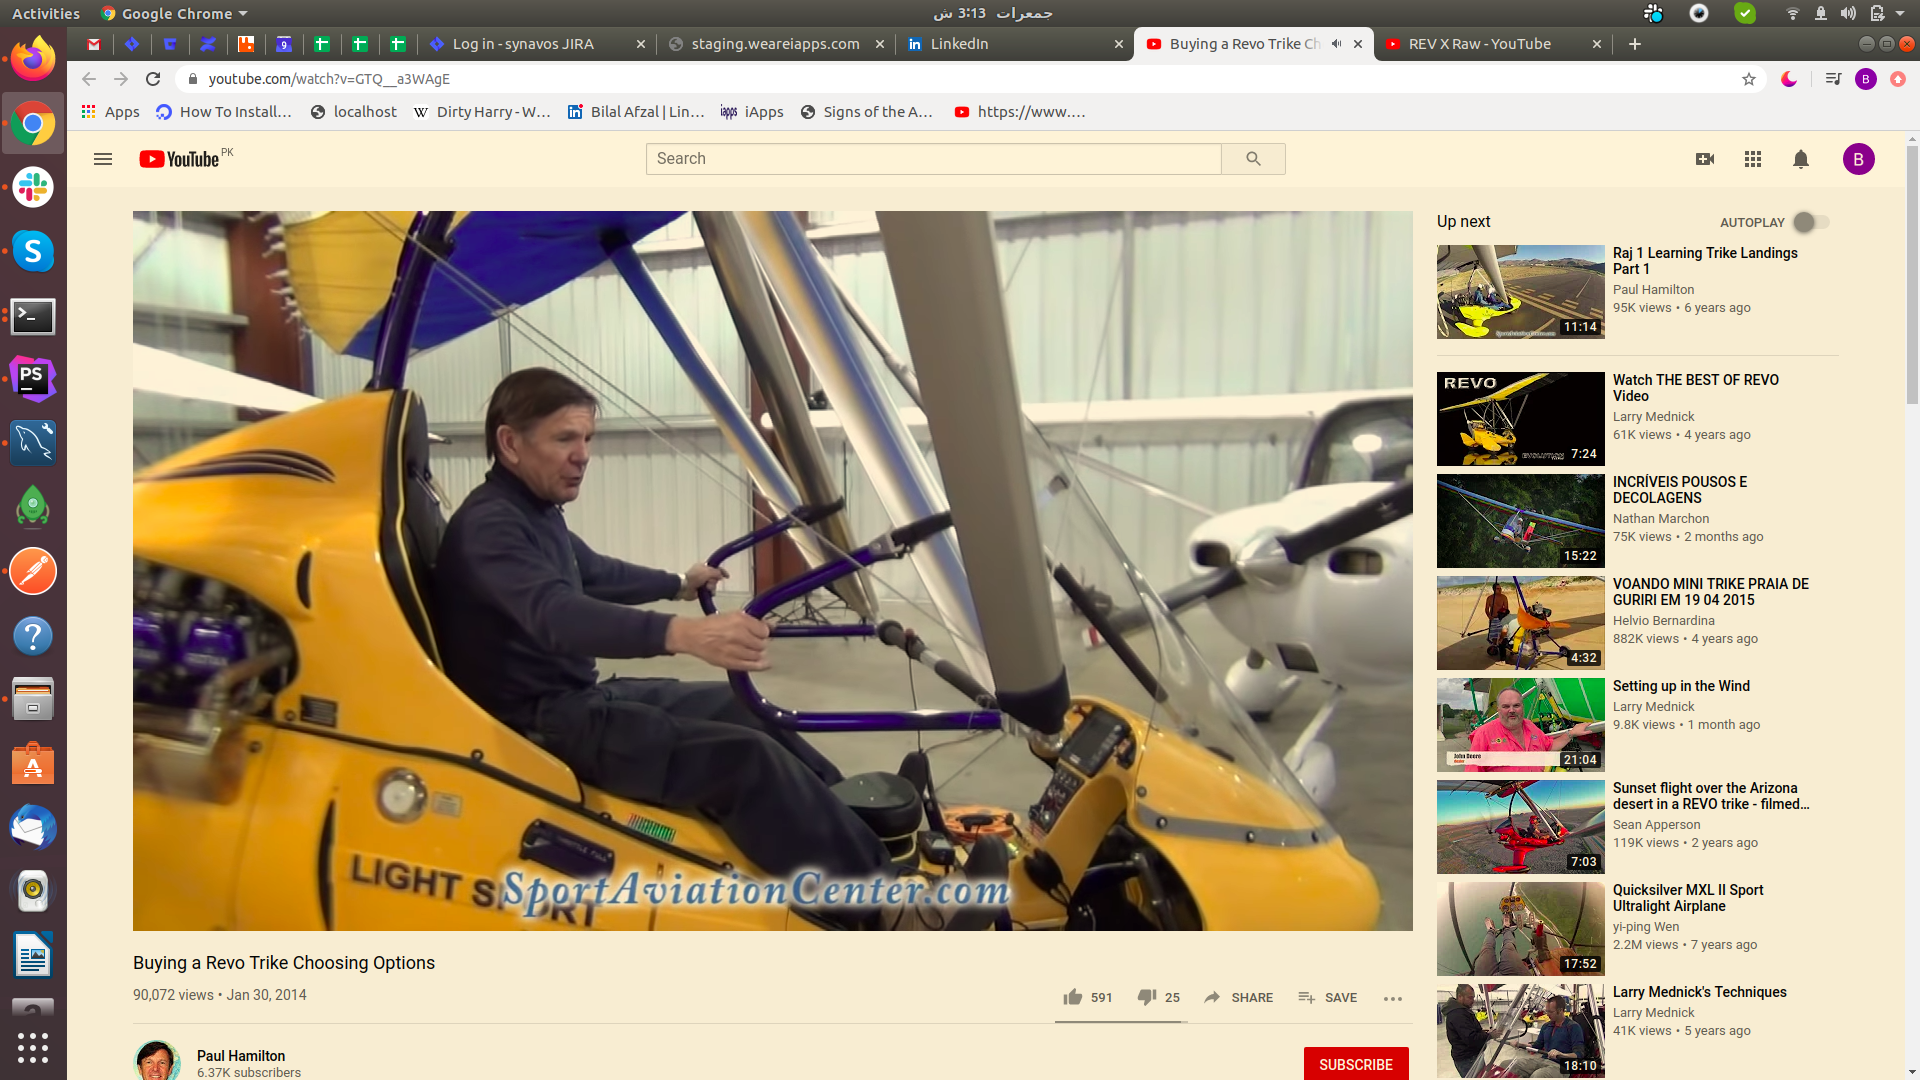 Activities
Google Chrome
جمعرات 3:13 ش
9
Log in - synavos JIRA
staging.weareiapps.com
LinkedIn
Buying a Revo Trike Ch
REV X Raw - YouTube
youtube.com/watch?v=GTQ__a3WAgE
B
Apps
How To Install…
localhost
W
Dirty Harry - W…
Bilal Afzal | Lin…
iapps
iApps
Signs of the A…
https://www.…
YouTube PK
Search
B
PS
LIGHT SPORT
SportAviationCenter.com
Buying a Revo Trike Choosing Options
90,072 views • Jan 30, 2014
591
25
SHARE
SAVE
Paul Hamilton
6.37K subscribers
SUBSCRIBE
Up next
AUTOPLAY
11:14
Raj 1 Learning Trike Landings
Part 1
Paul Hamilton
95K views • 6 years ago
REVO
7:24
Watch THE BEST OF REVO
Video
Larry Mednick
61K views • 4 years ago
15:22
INCRÍVEIS POUSOS E
DECOLAGENS
Nathan Marchon
75K views • 2 months ago
4:32
VOANDO MINI TRIKE PRAIA DE
GURIRI EM 19 04 2015
Helvio Bernardina
882K views • 4 years ago
21:04
Setting up in the Wind
Larry Mednick
9.8K views • 1 month ago
7:03
Sunset flight over the Arizona
desert in a REVO trike - filmed…
Sean Apperson
119K views • 2 years ago
17:52
Quicksilver MXL II Sport
Ultralight Airplane
yi-ping Wen
2.2M views • 7 years ago
18:10
Larry Mednick's Techniques
Larry Mednick
41K views • 5 years ago